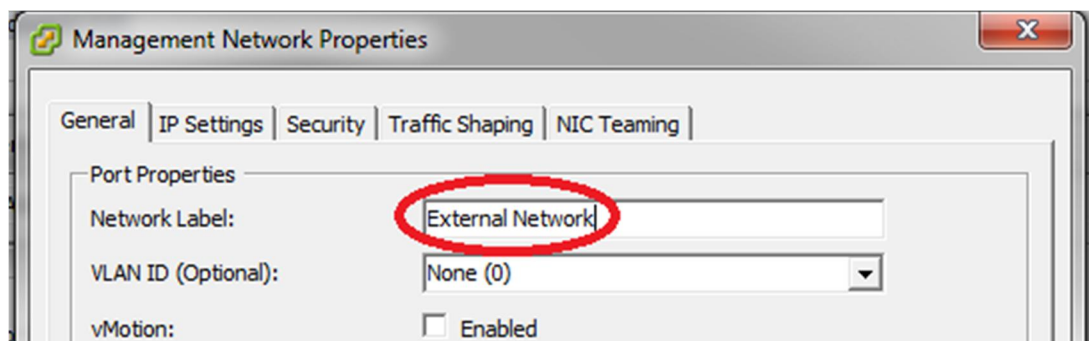 Management Network Properties
General IP Settings Security Traffic Shaping NIC Teaming
Port Properties
Network Label: External Network
VLAN ID (Optional): None (0)
vMotion: Enabled